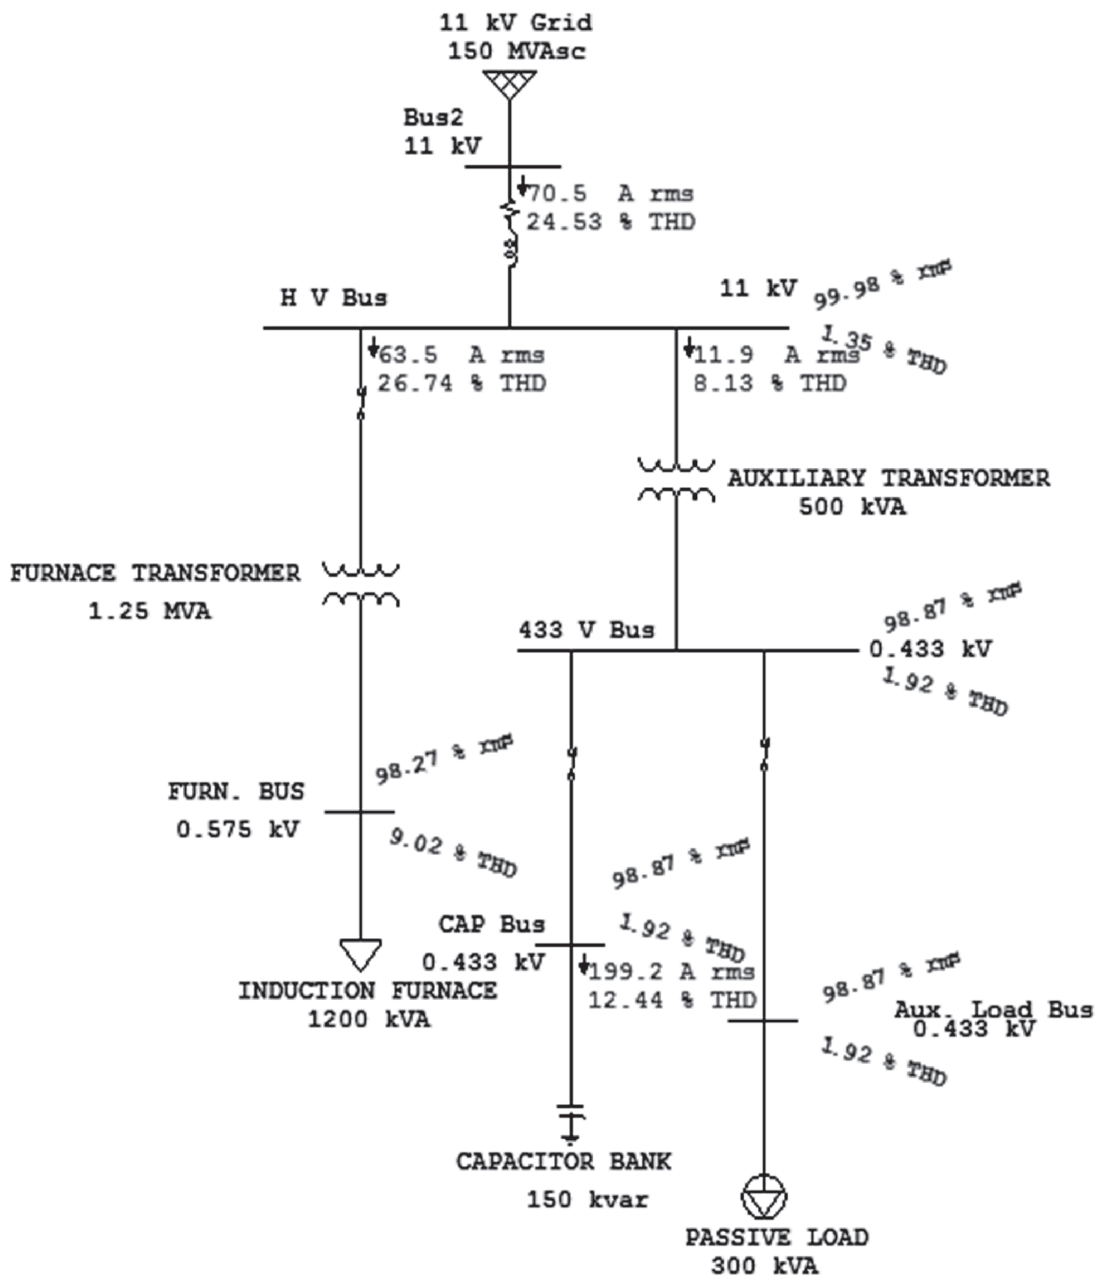 11 kV Grid
150 MVAsc
Bus2
11 kV
70.5 A rms
24.53 % THD
H V Bus
11 kV
99.98 % rms
1.35 % THD
63.5 A rms
26.74 % THD
11.9 A rms
8.13 % THD
AUXILIARY TRANSFORMER
500 kVA
FURNACE TRANSFORMER
1.25 MVA
433 V Bus
98.87 % rms
0.433 kV
1.92 % THD
98.27 % rms
FURN. BUS
0.575 kV
9.02 % THD
98.87 % rms
CAP Bus
0.433 kV
1.92 % THD
199.2 A rms
12.44 % THD
INDUCTION FURNACE
1200 kVA
98.87 % rms
Aux. Load Bus
0.433 kV
1.92 % THD
CAPACITOR BANK
150 kvar
PASSIVE LOAD
300 kVA